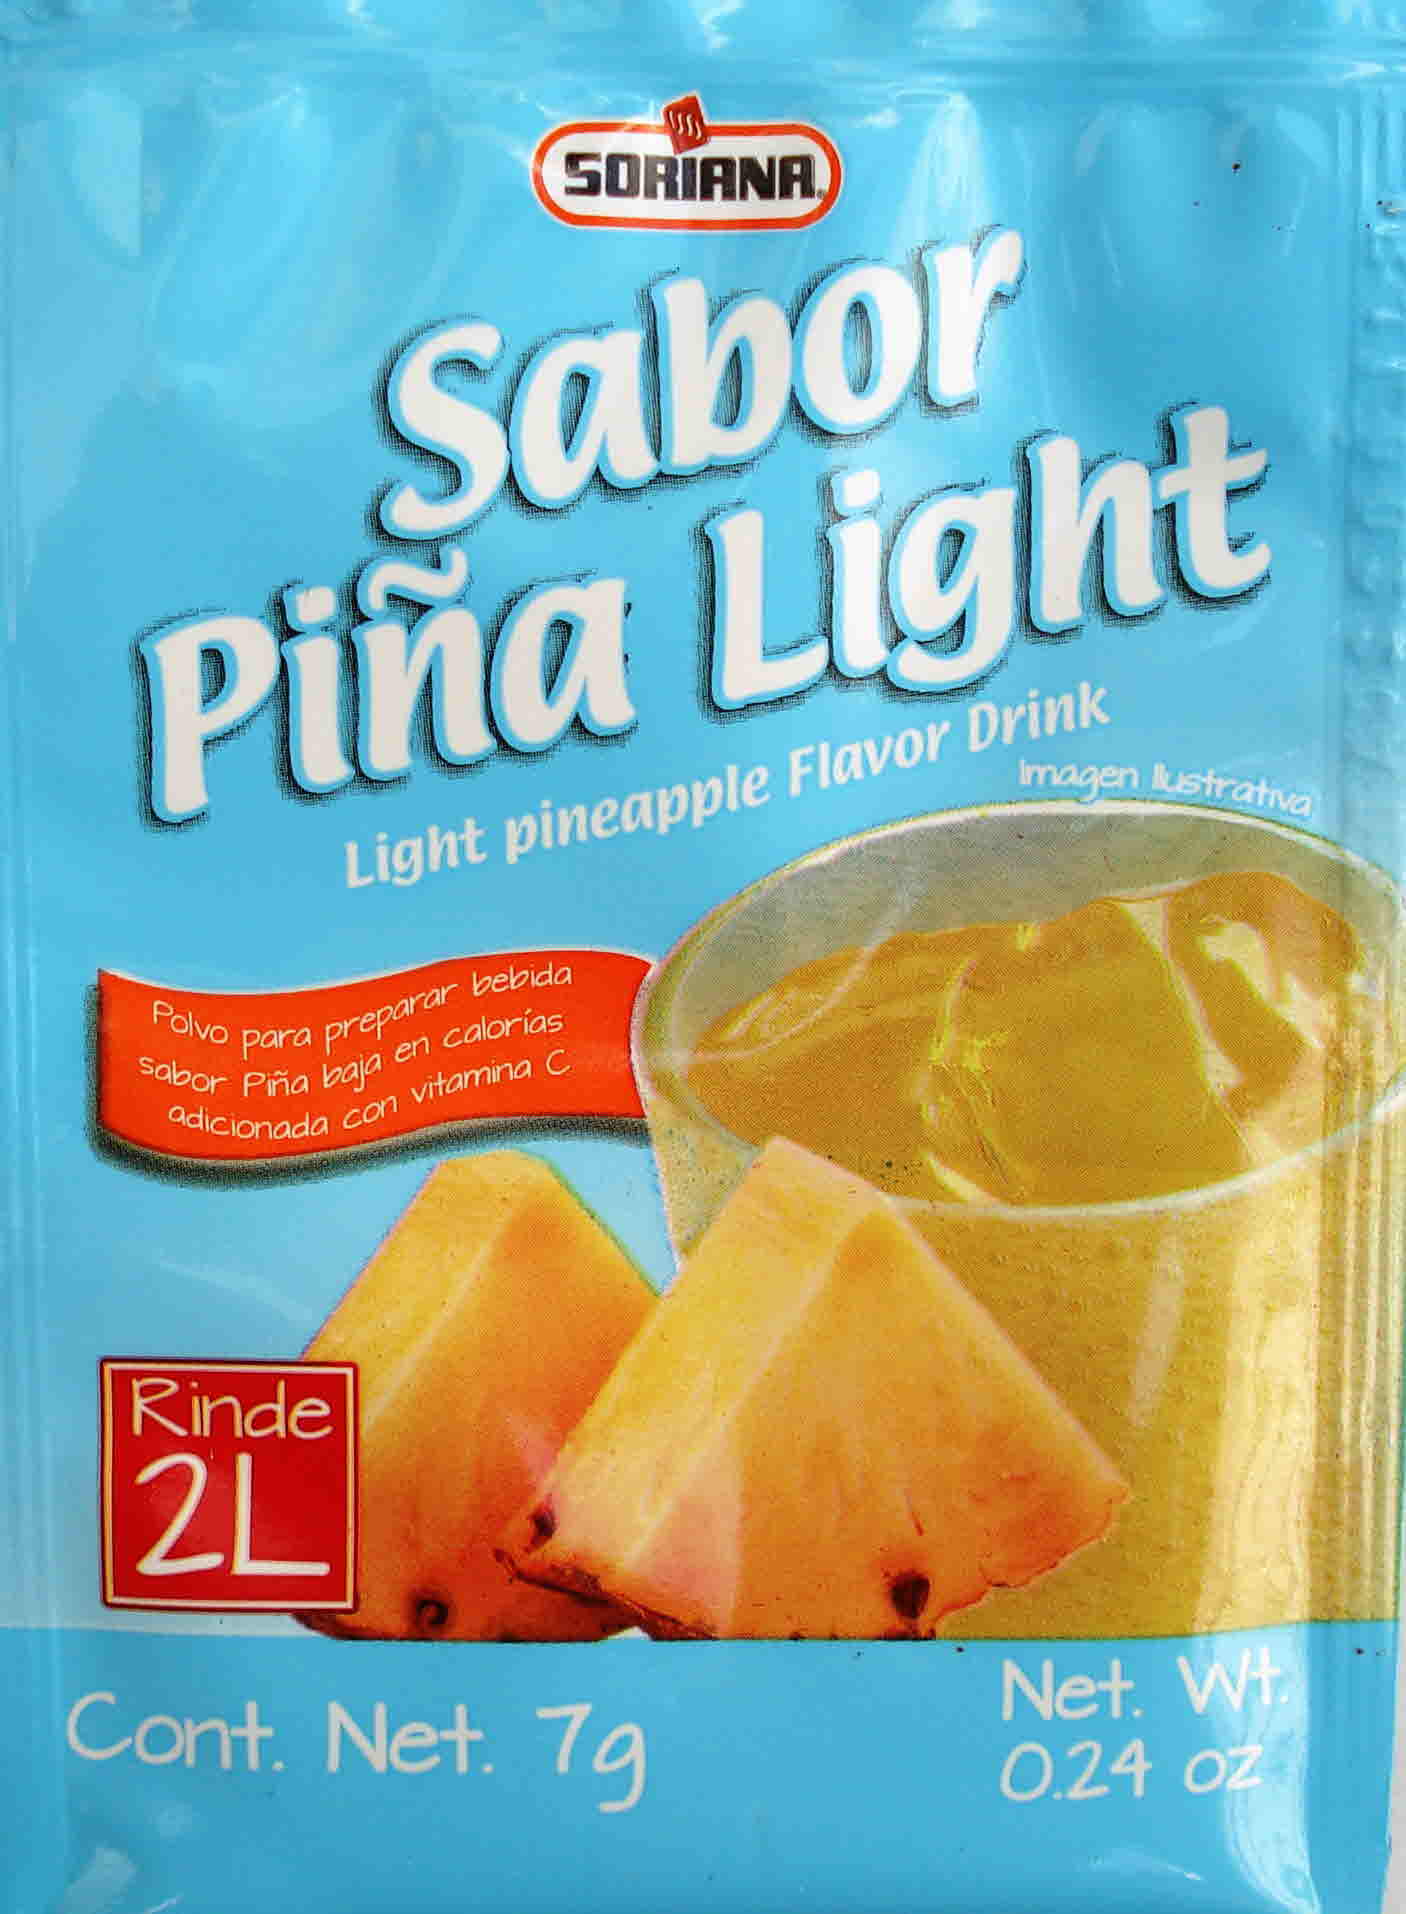 SORIANA
Sabor
Piña Light
Light pineapple Flavor Drink
Imagen Ilustrativa
Polvo para preparar bebida
sabor Piña baja en calorías
adicionada con vitamina C
Rinde
2L
Cont. Net. 7g
Net. Wt.
0.24 oz